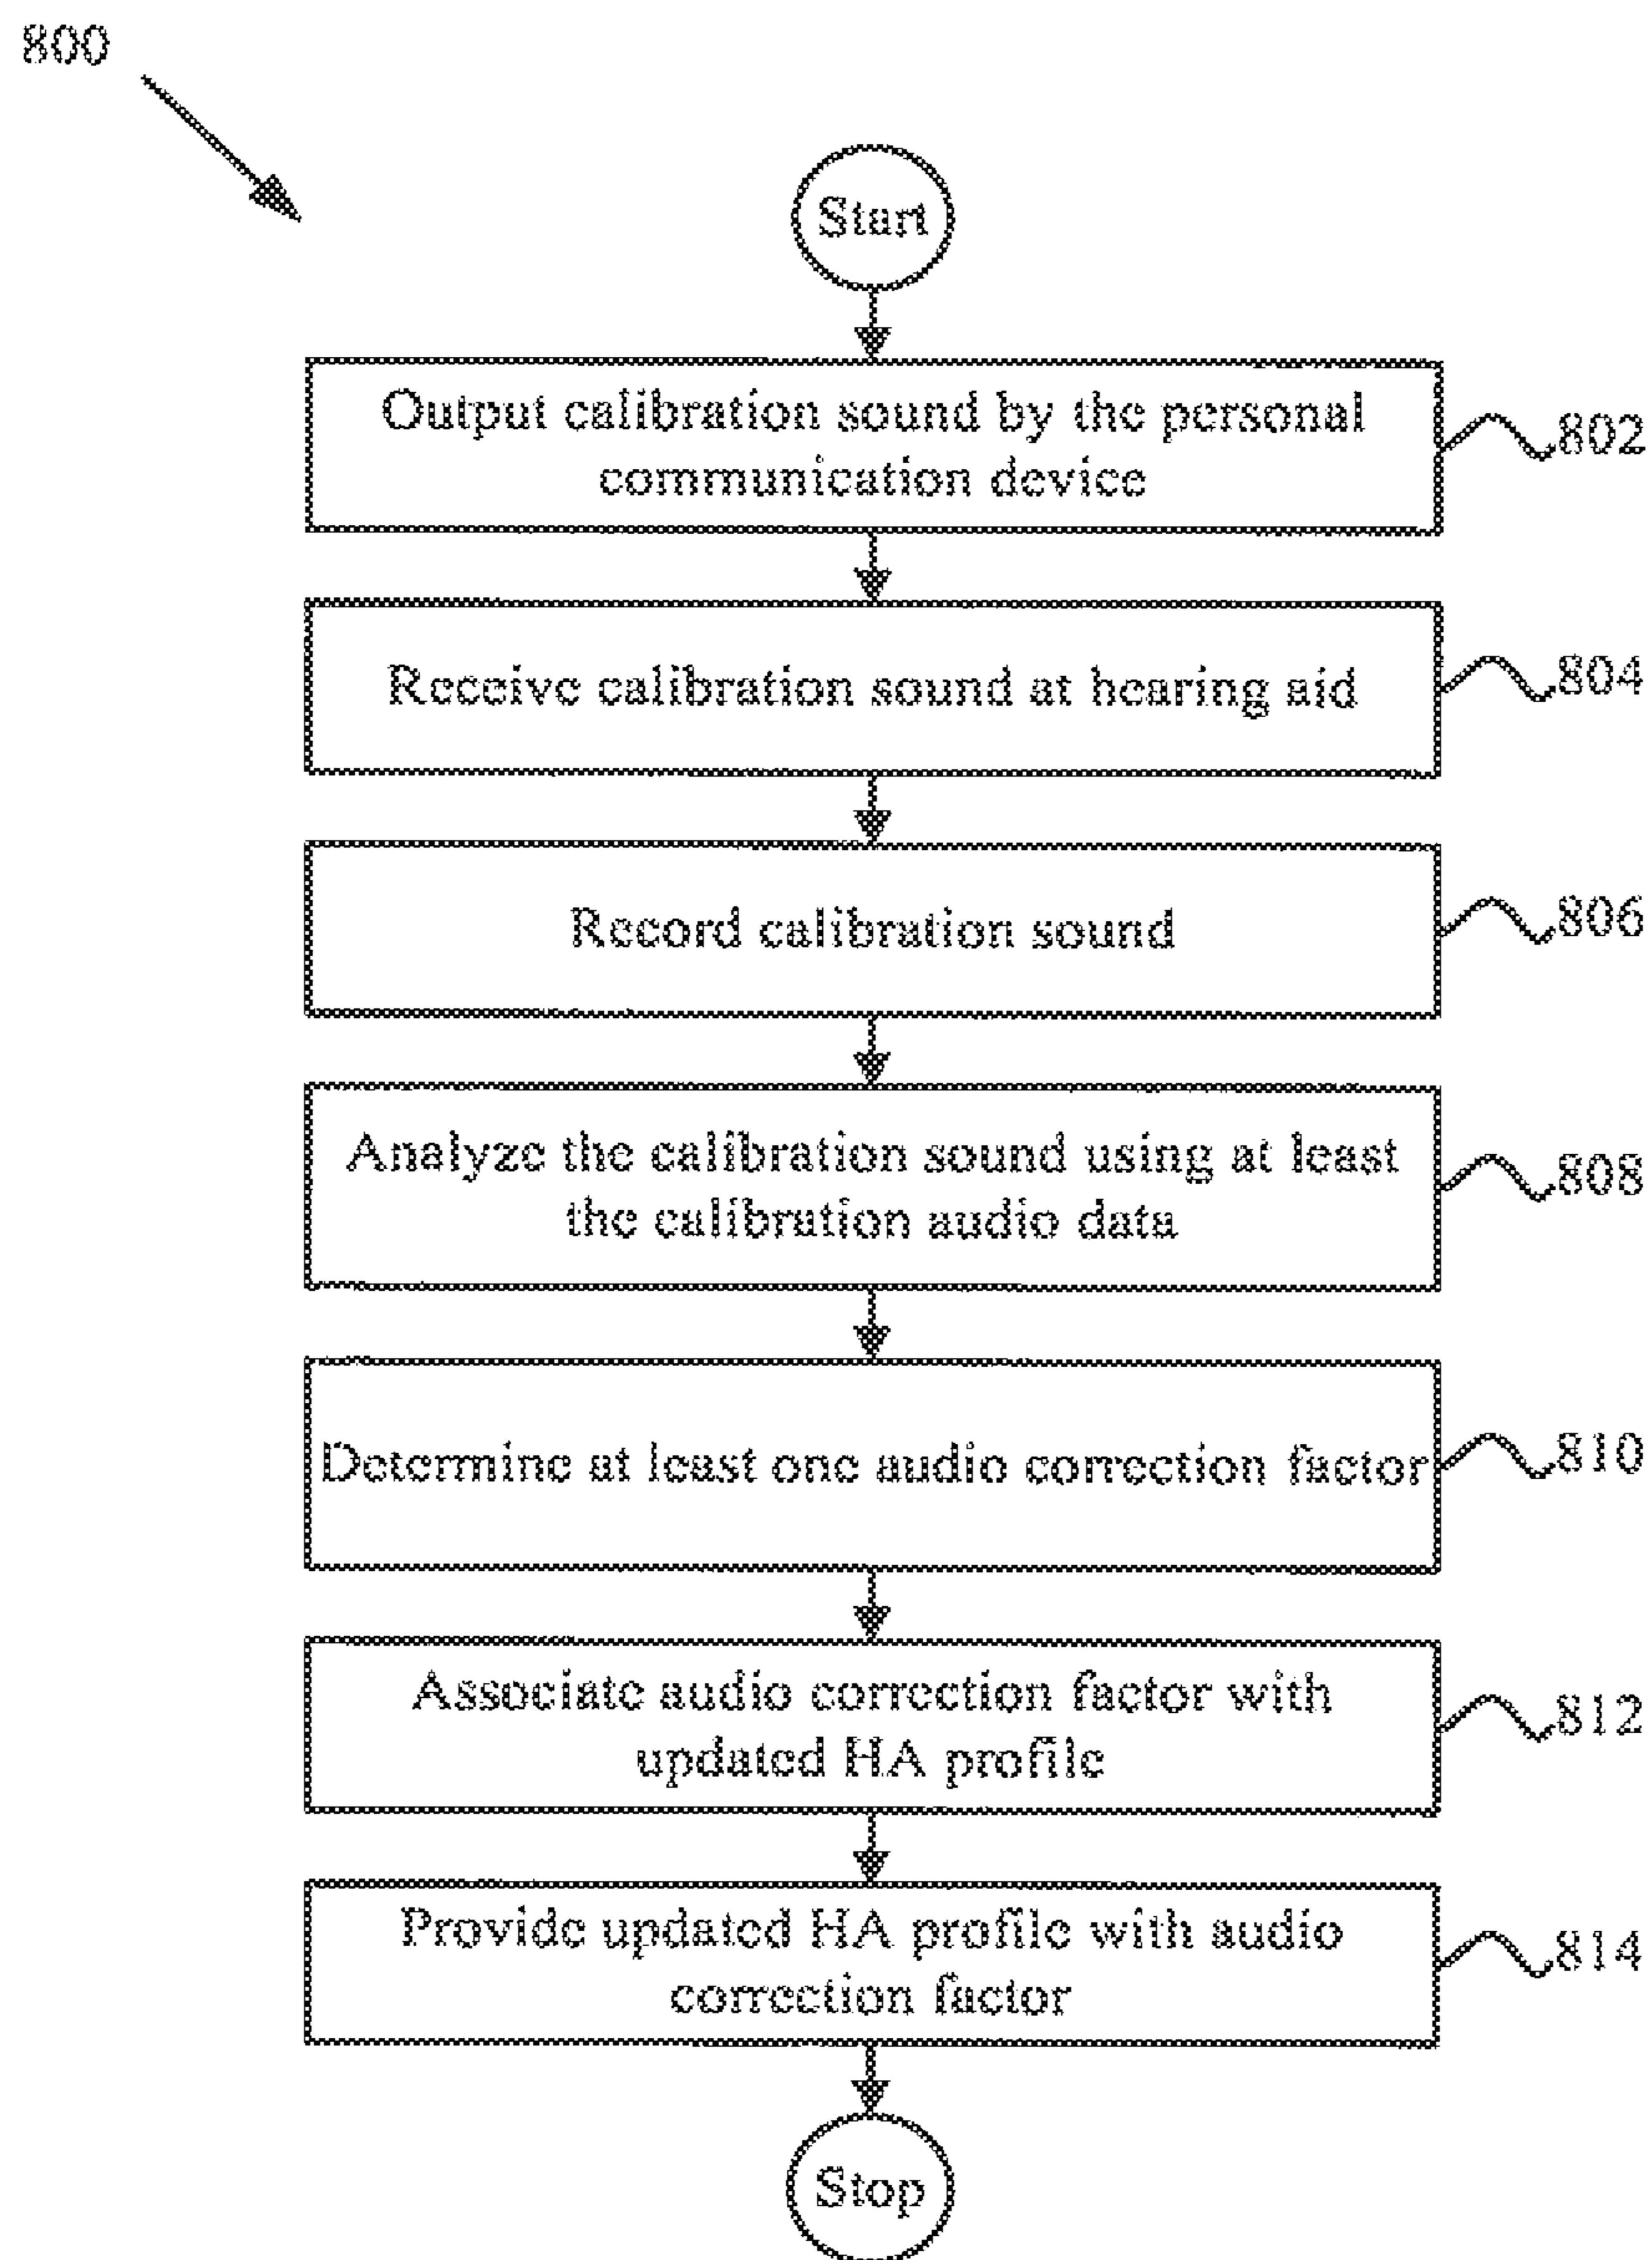 800
Start
Output calibration sound by the personal
communication device
802
Receive calibration sound at hearing aid
804
Record calibration sound
806
Analyze the calibration sound using at least
the calibration audio data
808
Determine at least one audio correction factor
810
Associate audio correction factor with
updated HA profile
812
Provide updated HA profile with audio
correction factor
814
Stop